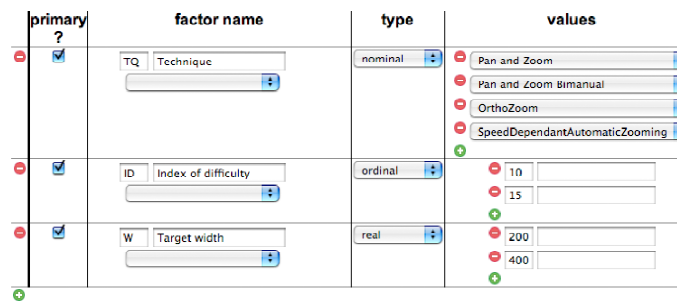 primary ? factor name type values
TQ Technique nominal Pan and Zoom
Pan and Zoom Bimanual
OrthoZoom
SpeedDependantAutomaticZooming
ID Index of difficulty ordinal 10
15
W Target width real 200
400